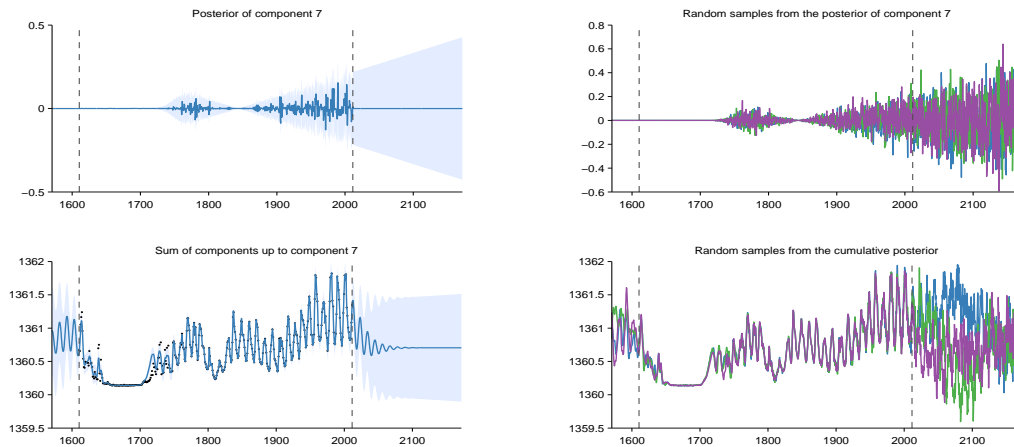 Posterior of component 7
0.5
0
−0.5
1600 1700 1800 1900 2000 2100
Random samples from the posterior of component 7
0.8
0.6
0.4
0.2
0
−0.2
−0.4
−0.6
1600 1700 1800 1900 2000 2100
Sum of components up to component 7
1362
1361.5
1361
1360.5
1360
1359.5
1600 1700 1800 1900 2000 2100
Random samples from the cumulative posterior
1362
1361.5
1361
1360.5
1360
1359.5
1600 1700 1800 1900 2000 2100